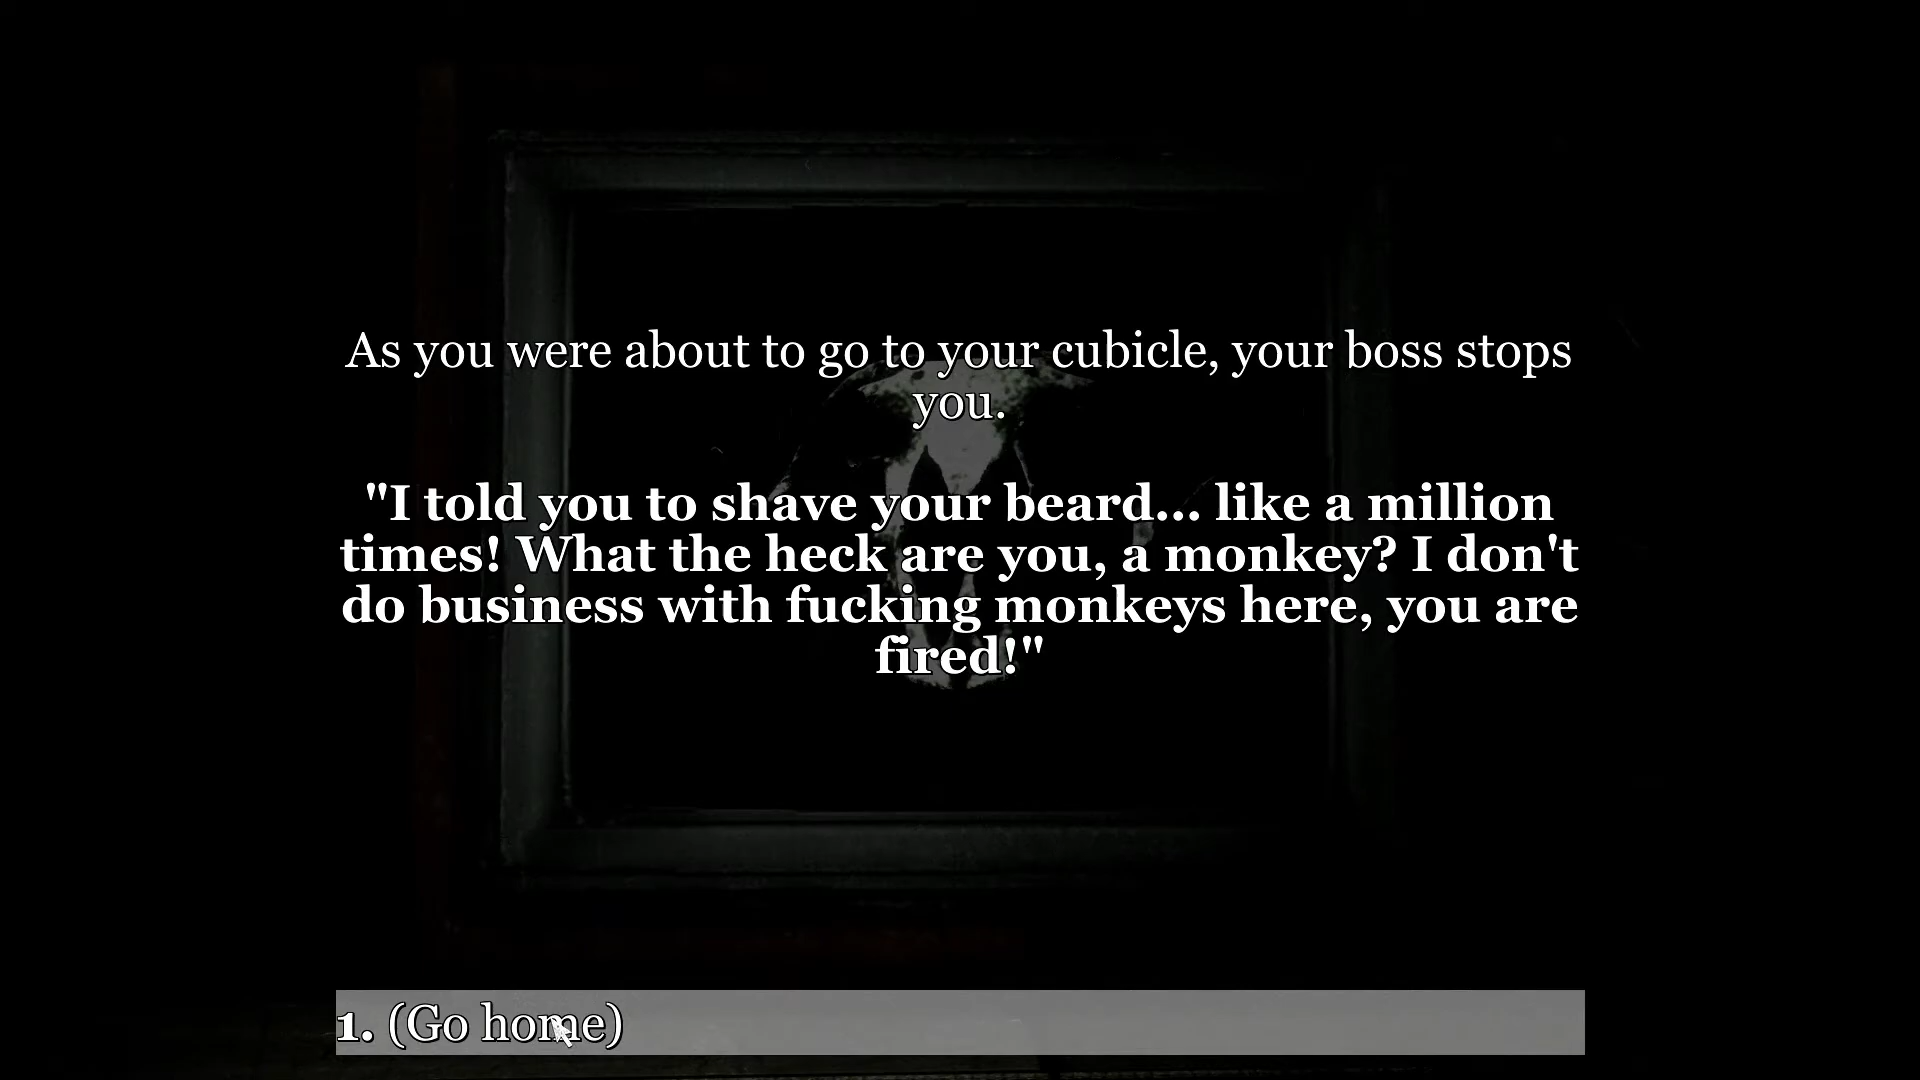 As you were about to go to your cubicle, your boss stops
you.
"I told you to shave your beard... like a million
times! What the heck are you, a monkey? I don't
do business with fucking monkeys here, you are
fired!"
1. (Go home)